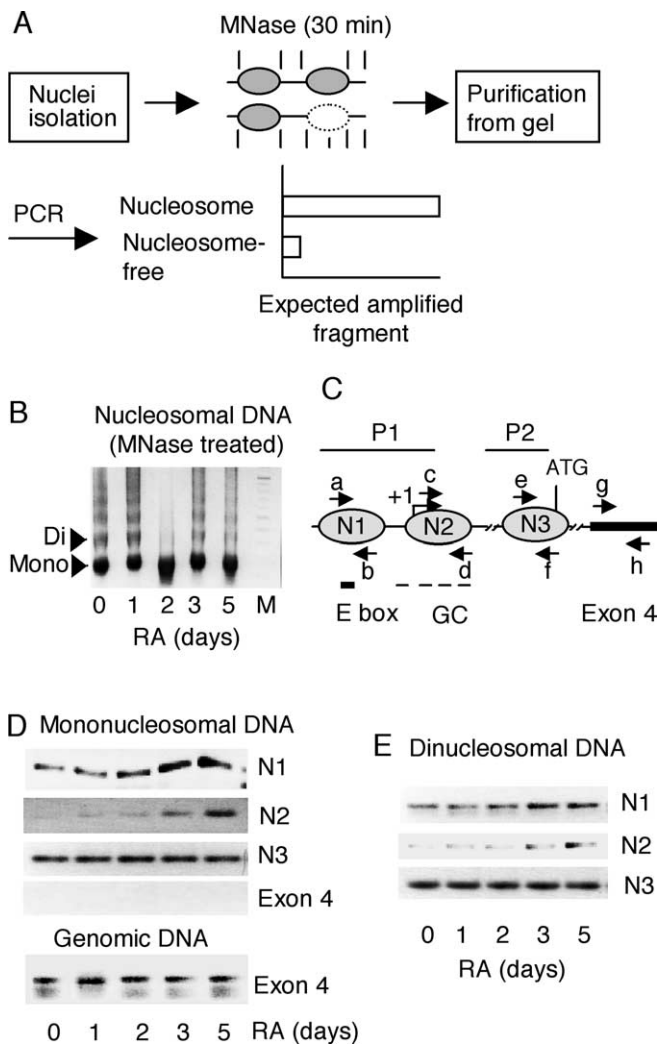 A
MNase (30 min)
Nuclei
isolation
Purification
from gel
PCR
Nucleosome
Nucleosome-
free
Expected amplified
fragment
B
Nucleosomal DNA
(MNase treated)
Di
Mono
0 1 2 3 5 M
RA (days)
C
P1 P2
ATG
a +1 c e g
N1 N2 N3
b d f h
E box GC Exon 4
D
Mononucleosomal DNA
N1
N2
N3
Exon 4
Genomic DNA
Exon 4
0 1 2 3 5 RA (days)
E
Dinucleosomal DNA
N1
N2
N3
0 1 2 3 5
RA (days)